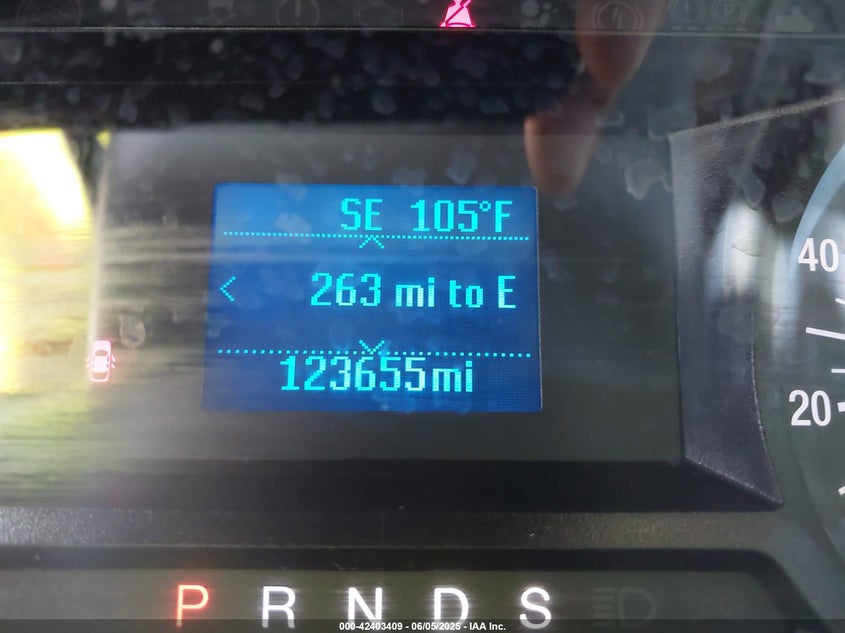 SE 105°F
< 263 mi to E
123655mi
40
20
P R N D S
000-42403409 - 06/05/2025 - IAA Inc.